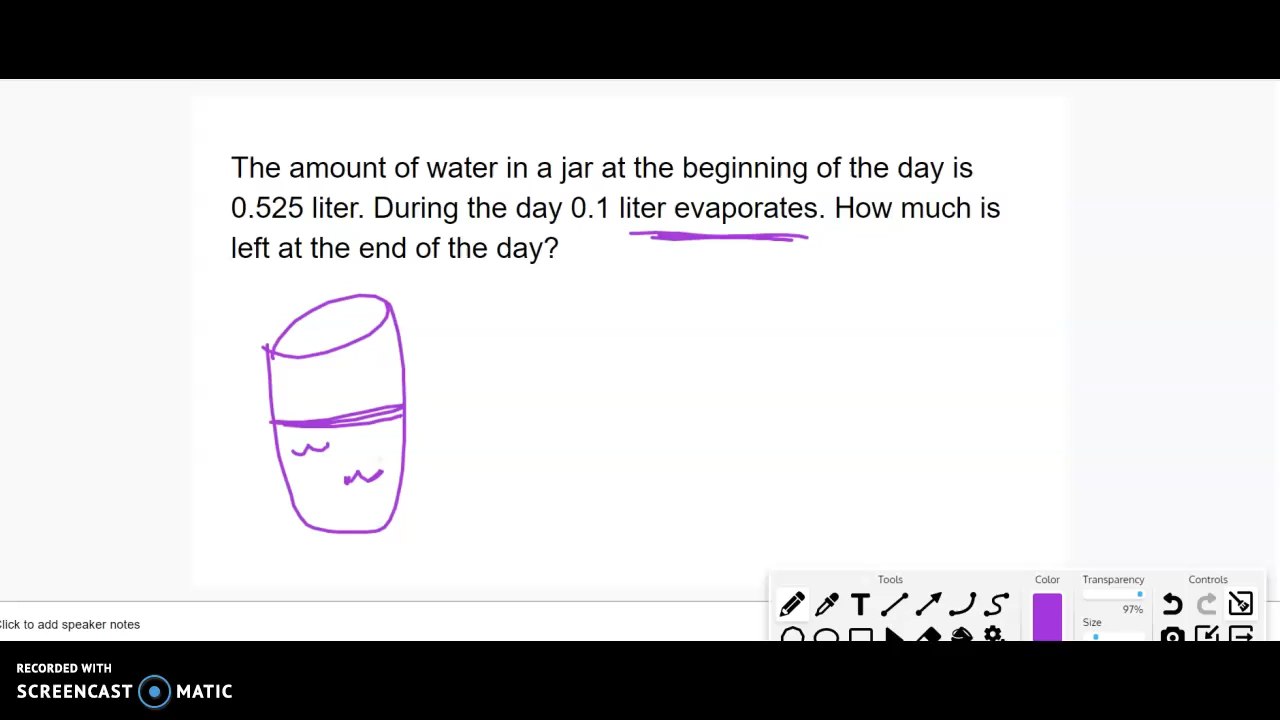 The amount of water in a jar at the beginning of the day is
0.525 liter. During the day 0.1 liter evaporates. How much is
left at the end of the day?
Tools
Color
Transparency
Controls
T
97%
Size
Click to add speaker notes
RECORDED WITH
SCREENCAST MATIC